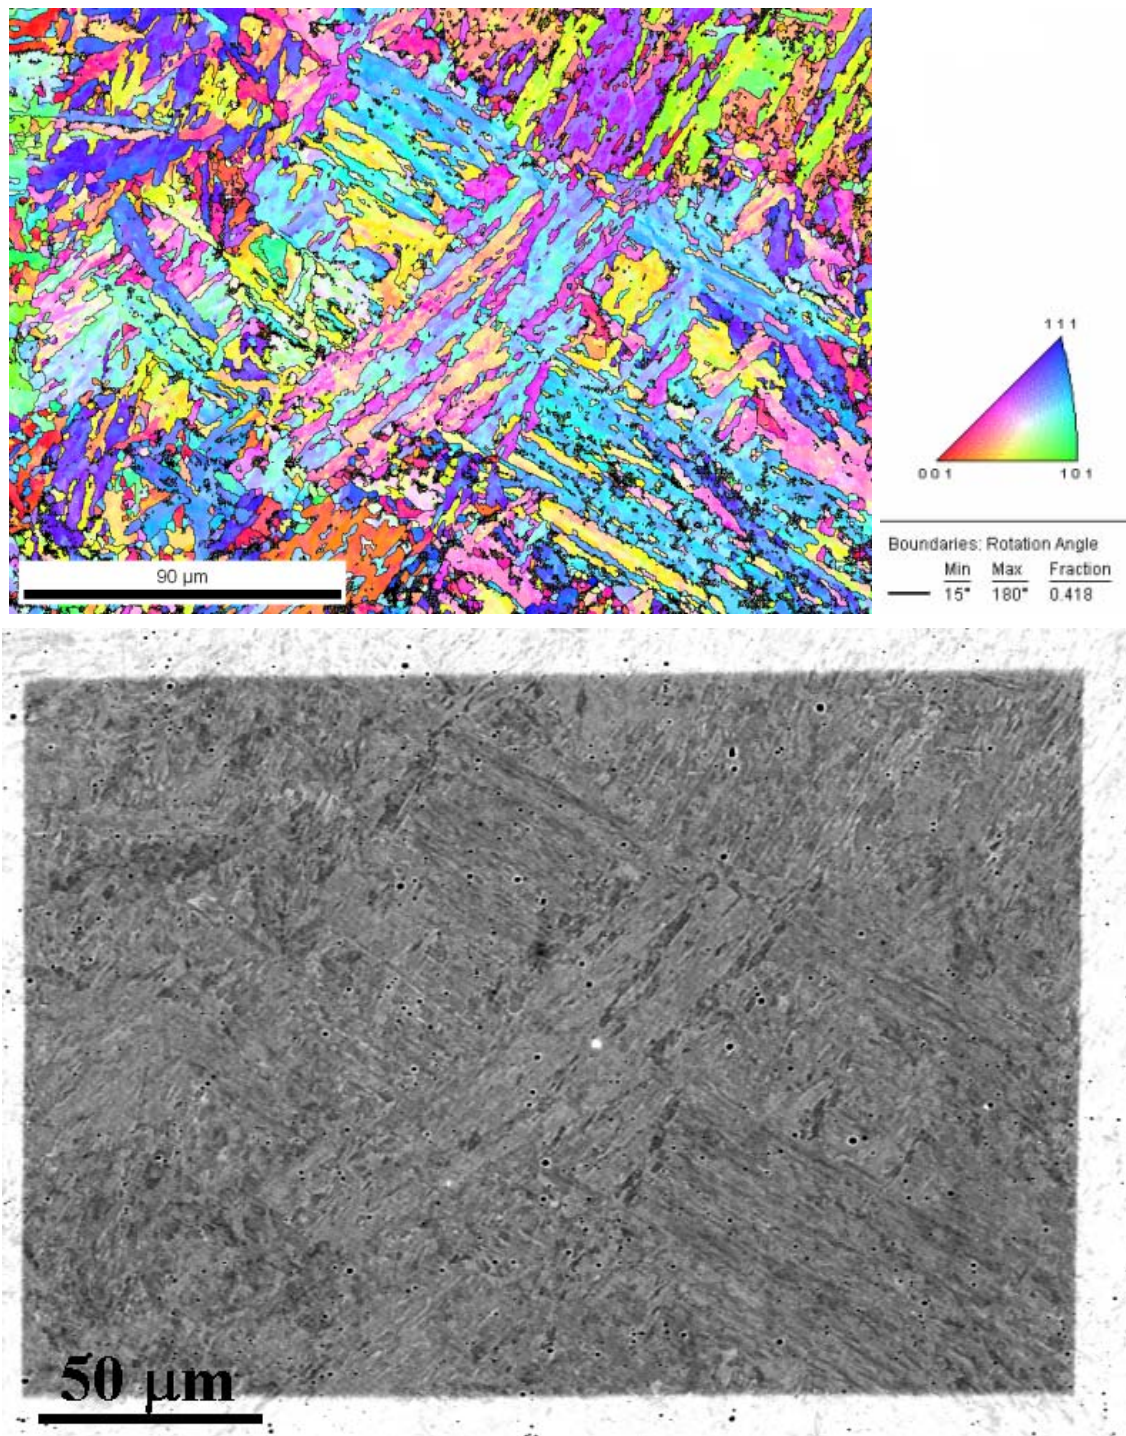 111
001
101
Boundaries: Rotation Angle
Min Max Fraction
15° 180° 0.418
90 µm
50 µm